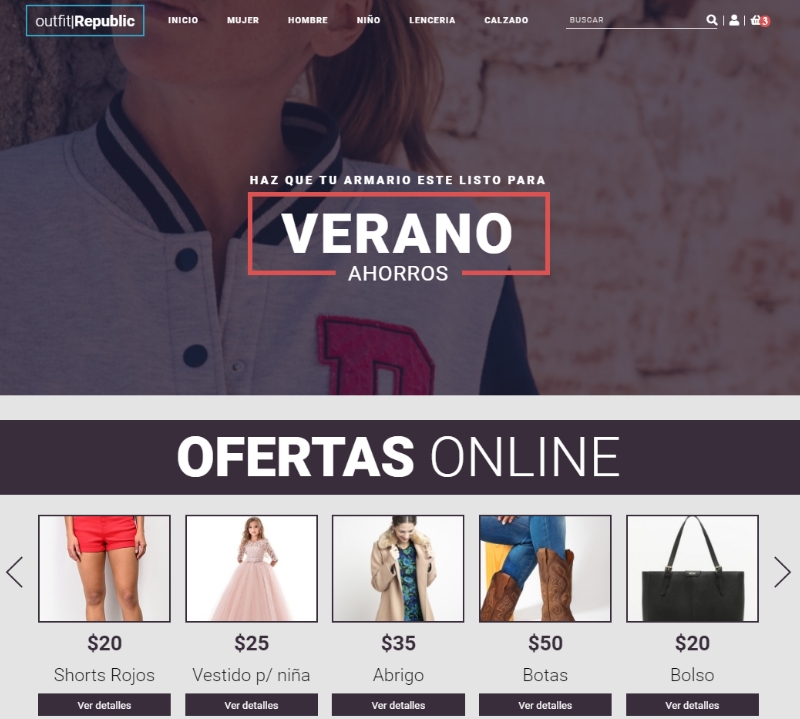 outfit|Republic
INICIO MUJER HOMBRE NIÑO LENCERIA CALZADO BUSCAR 3
HAZ QUE TU ARMARIO ESTE LISTO PARA
VERANO
AHORROS
OFERTAS ONLINE
$20 $25 $35 $50 $20
Shorts Rojos Vestido p/ niña Abrigo Botas Bolso
Ver detalles Ver detalles Ver detalles Ver detalles Ver detalles